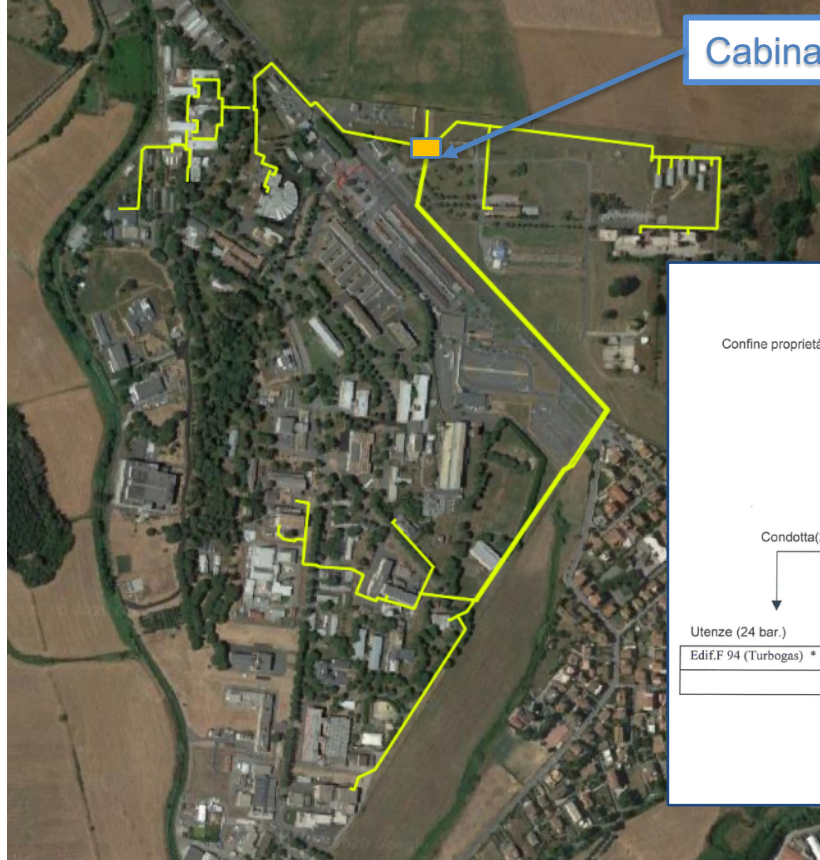 Cabina
Confine proprietà
Condotta(
Utenze (24 bar.)
Edif.F 94 (Turbogas) *